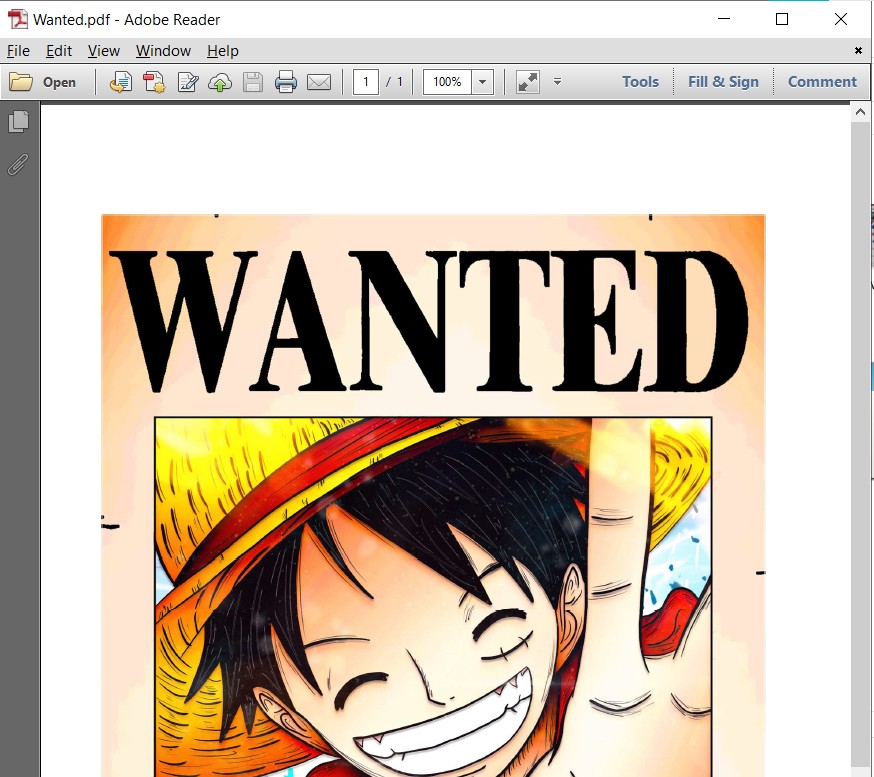 Wanted.pdf - Adobe Reader
File Edit View Window Help
Open 1 / 1 100% Tools Fill & Sign Comment
WANTED